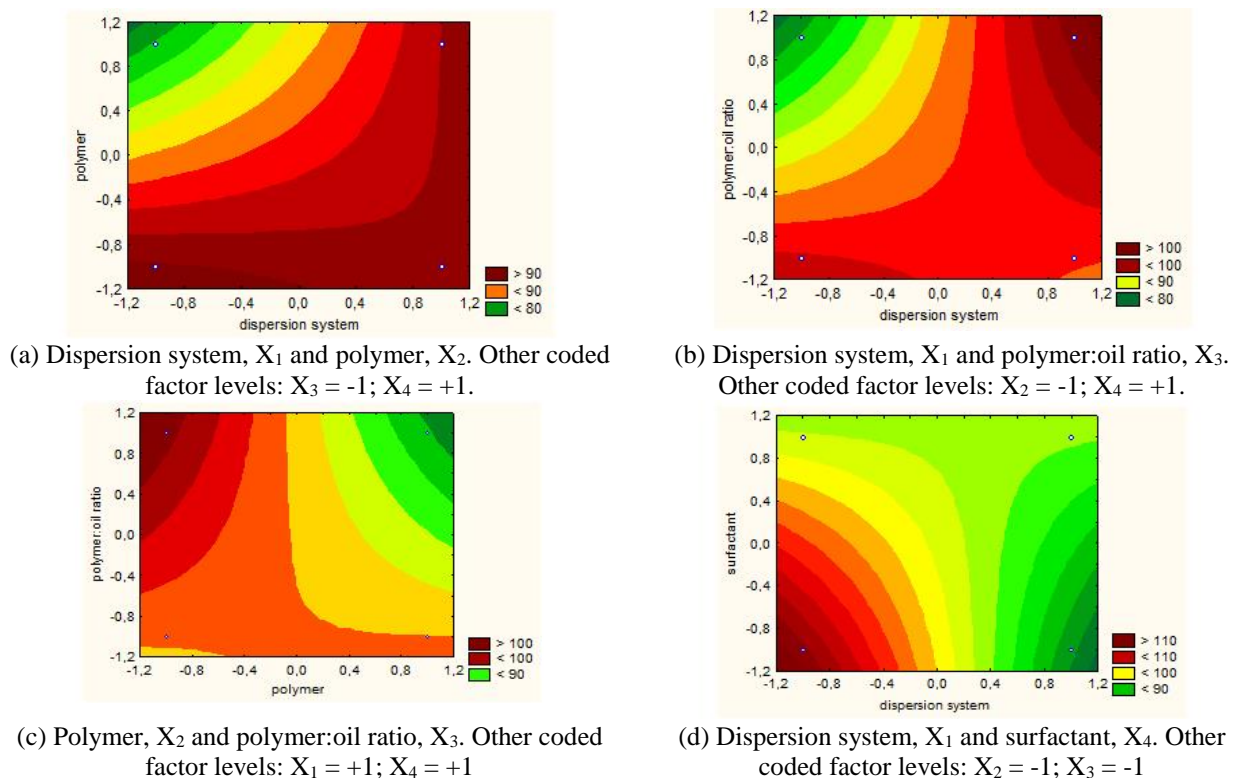 1,2
0,8
0,4
0,0
-0,4
-0,8
-1,2
polymer
-1,2 -0,8 -0,4 0,0 0,4 0,8 1,2
dispersion system
> 90
< 90
< 80
(a) Dispersion system, X₁ and polymer, X₂. Other coded
factor levels: X₃ = -1; X₄ = +1.
1,2
0,8
0,4
0,0
-0,4
-0,8
-1,2
polymer:oil ratio
-1,2 -0,8 -0,4 0,0 0,4 0,8 1,2
dispersion system
> 100
< 100
< 90
< 80
(b) Dispersion system, X₁ and polymer:oil ratio, X₃.
Other coded factor levels: X₂ = -1; X₄ = +1.
1,2
0,8
0,4
0,0
-0,4
-0,8
-1,2
polymer:oil ratio
-1,2 -0,8 -0,4 0,0 0,4 0,8 1,2
polymer
> 100
< 100
< 90
(c) Polymer, X₂ and polymer:oil ratio, X₃. Other coded
factor levels: X₁ = +1; X₄ = +1
1,2
0,8
0,4
0,0
-0,4
-0,8
-1,2
surfactant
-1,2 -0,8 -0,4 0,0 0,4 0,8 1,2
dispersion system
> 110
< 110
< 100
< 90
(d) Dispersion system, X₁ and surfactant, X₄. Other
coded factor levels: X₂ = -1; X₃ = -1